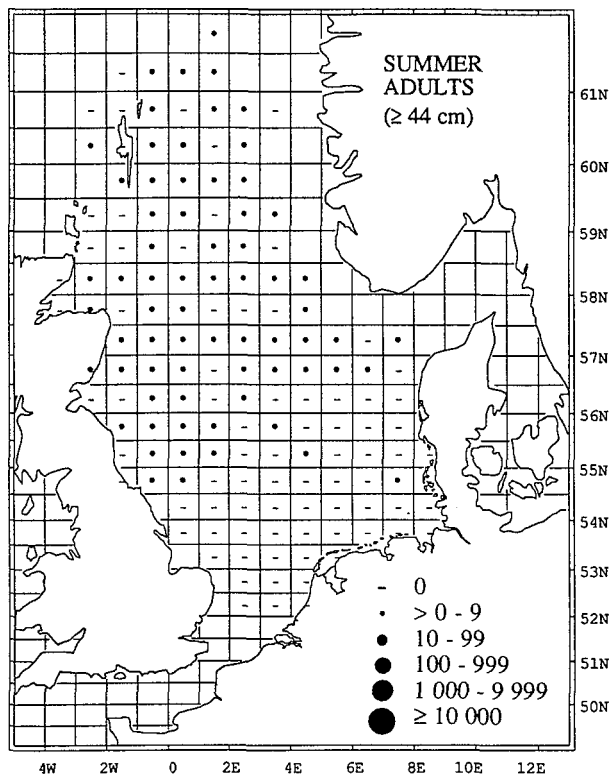 SUMMER
ADULTS
(≥ 44 cm)
61N
60N
59N
58N
57N
56N
55N
54N
53N
52N
51N
50N
- 0
• > 0 - 9
● 10 - 99
● 100 - 999
● 1 000 - 9 999
● ≥ 10 000
4W 2W 0 2E 4E 6E 8E 10E 12E